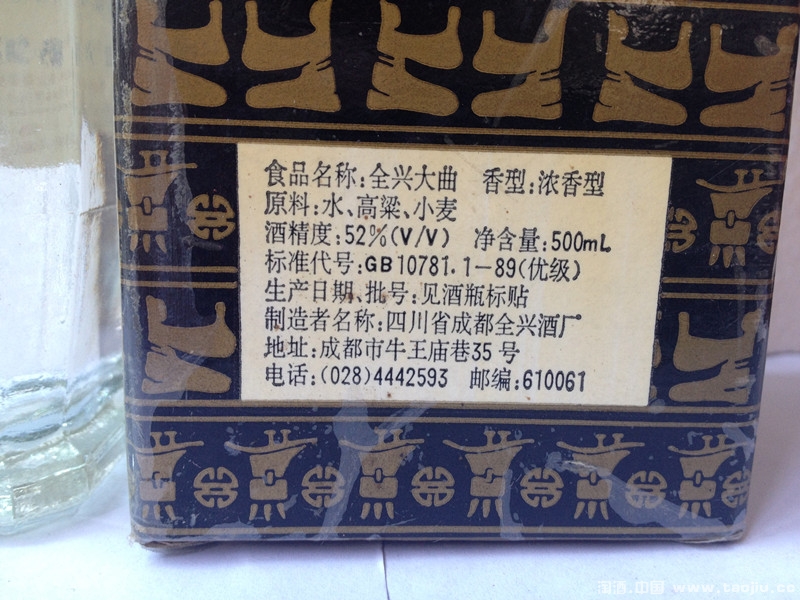 食品名称:全兴大曲 香型:浓香型
原料:水、高粱、小麦
酒精度:52%(V/V) 净含量:500mL
标准代号:GB10781.1-89(优级)
生产日期、批号:见酒瓶标贴
制造者名称:四川省成都全兴酒厂
地址:成都市牛王庙巷35号
电话:(028)4442593 邮编:610061
淘酒.中国 www.taojiu.cc